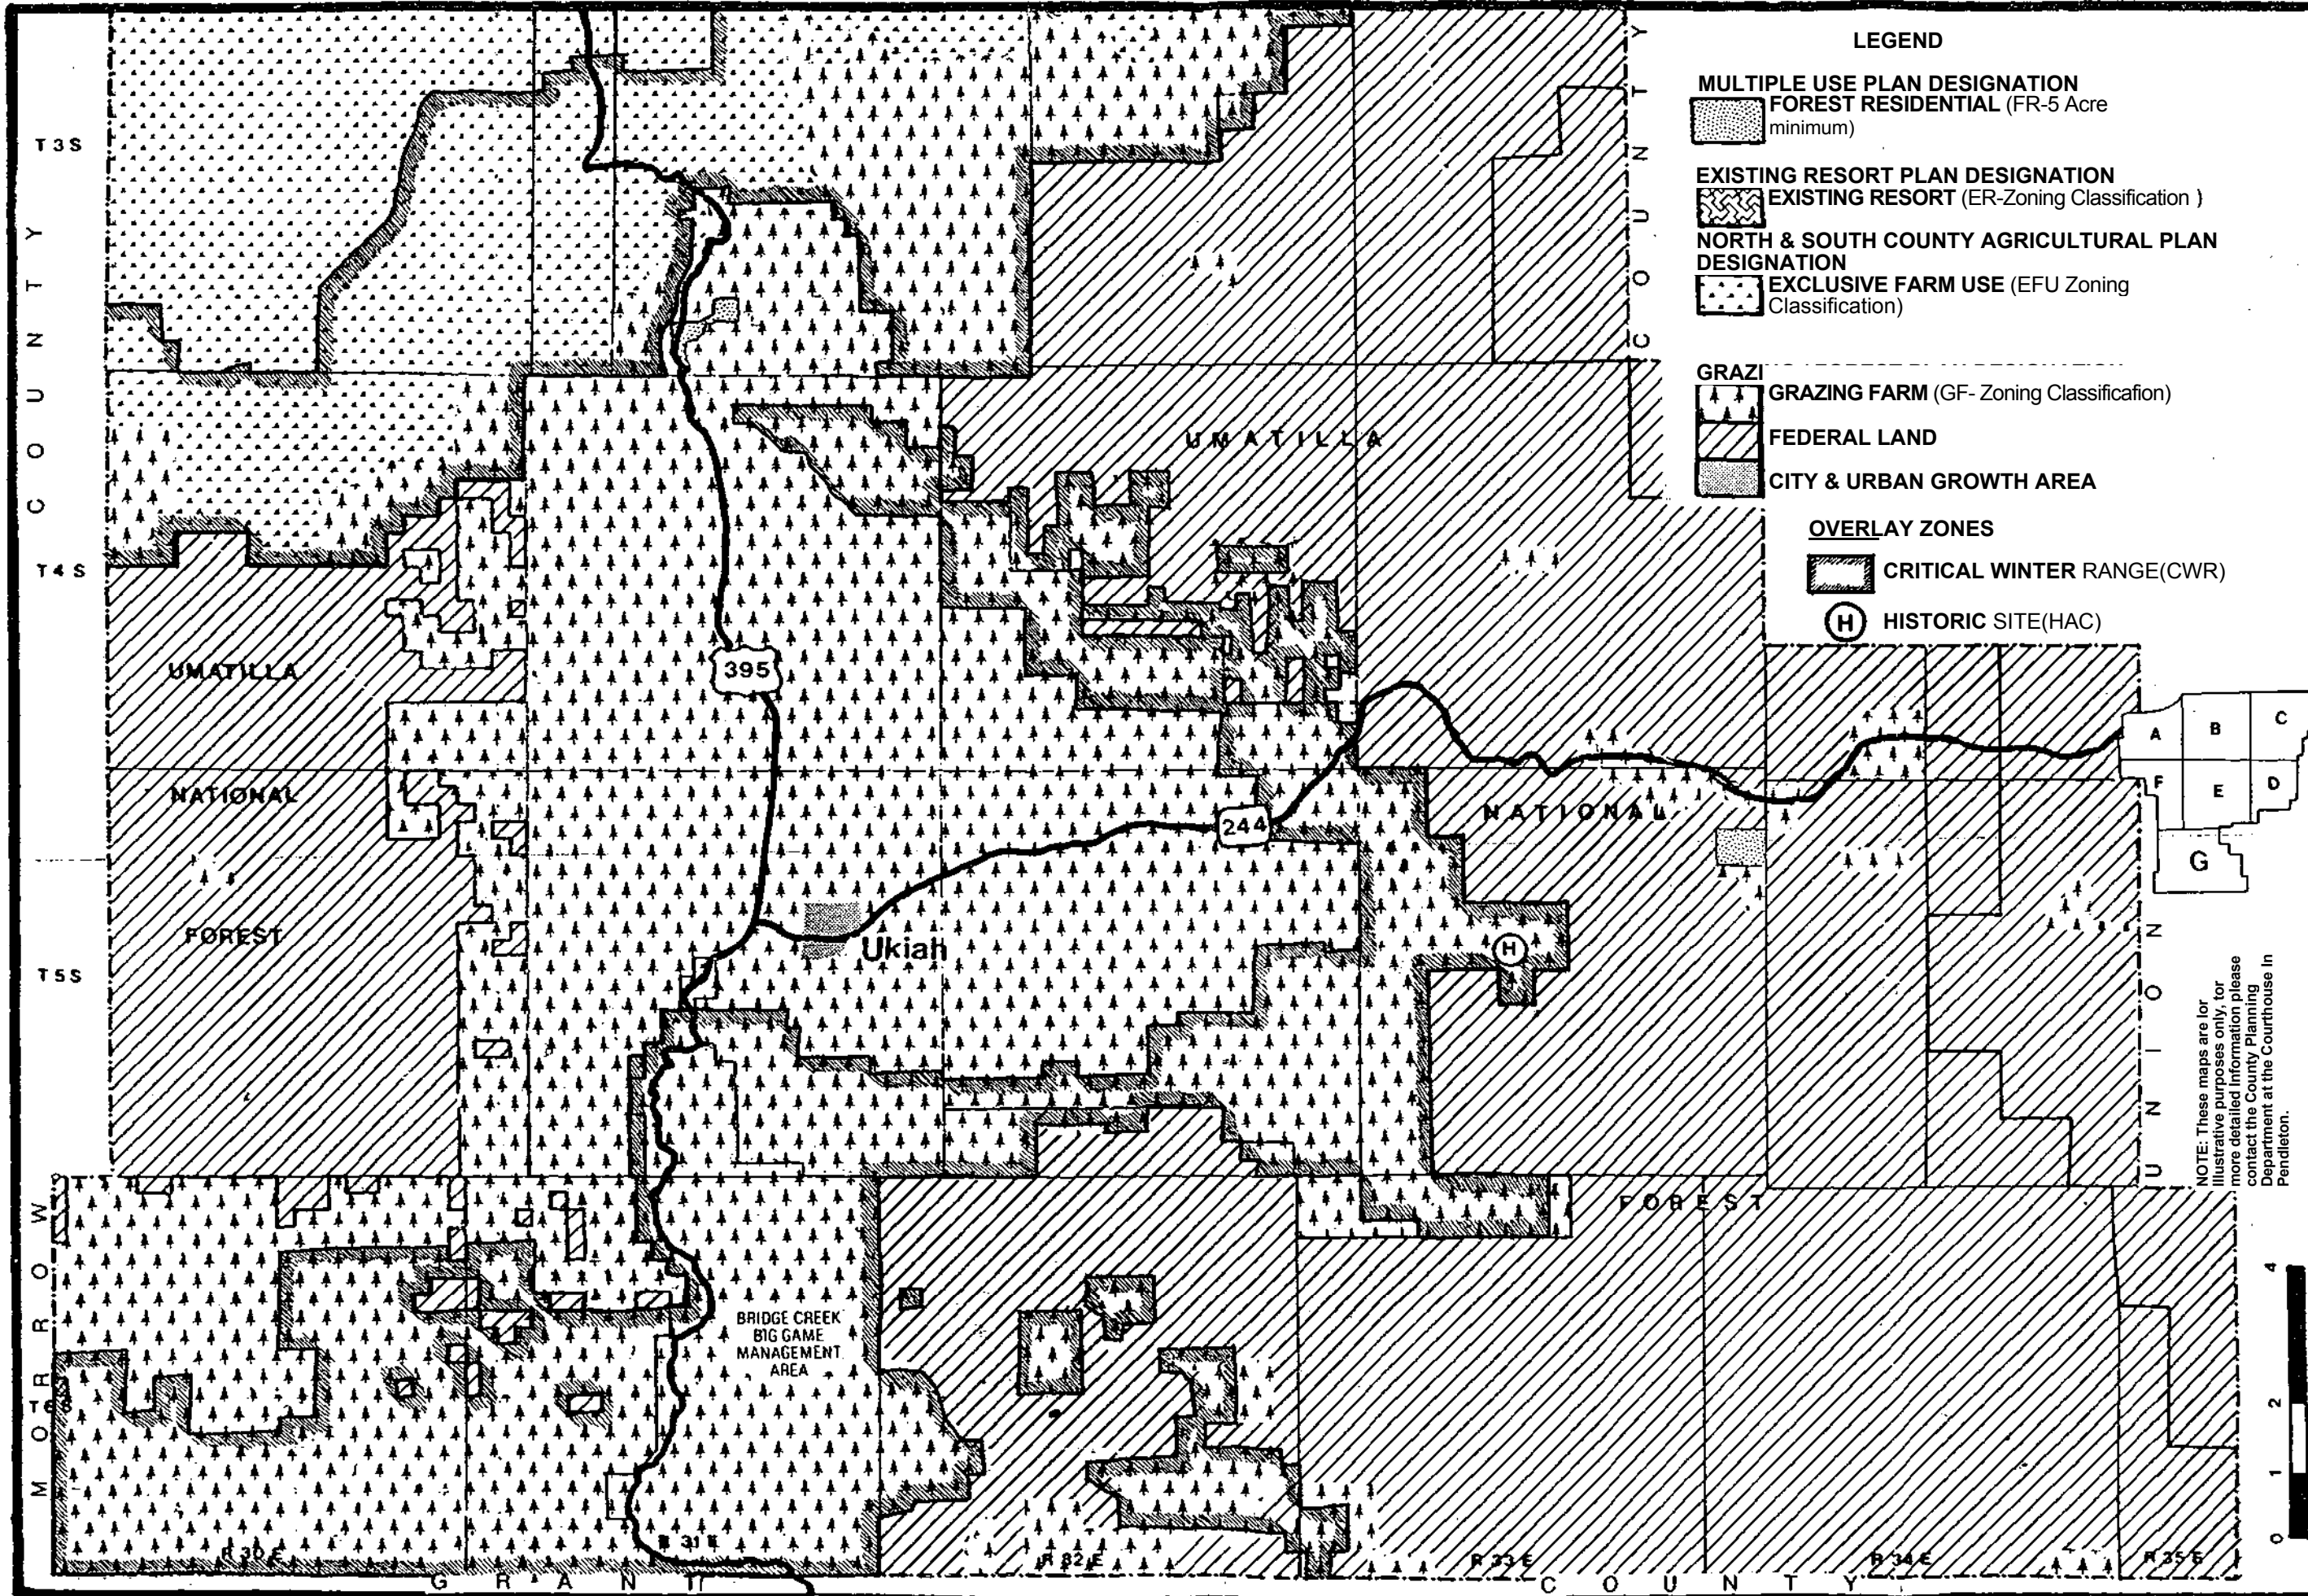 LEGEND
MULTIPLE USE PLAN DESIGNATION
FOREST RESIDENTIAL (FR-5 Acre
minimum)
EXISTING RESORT PLAN DESIGNATION
EXISTING RESORT (ER-Zoning Classification )
NORTH & SOUTH COUNTY AGRICULTURAL PLAN
DESIGNATION
EXCLUSIVE FARM USE (EFU Zoning
Classification)
GRAZI
GRAZING FARM (GF- Zoning Classification)
FEDERAL LAND
CITY & URBAN GROWTH AREA
OVERLAY ZONES
CRITICAL WINTER RANGE(CWR)
H HISTORIC SITE(HAC)
T3S
T4S
T5S
T6S
COUNTY
MORROW
COUNTY
UNION
UMATILLA
UMATILLA
NATIONAL
FOREST
NATIONAL
FOREST
395
244
Ukiah
H
BRIDGE CREEK
BIG GAME
MANAGEMENT
AREA
A
B
C
F
E
D
G
NOTE: These maps are lor
Illustrative purposes only, tor
more detailed Information please
contact the County Planning
Department at the Courthouse In
Pendleton.
4
2
1
0
R 30 E
R 31 E
R 32 E
R 33 E
R 34 E
R 35 E
GRANT
COUNTY